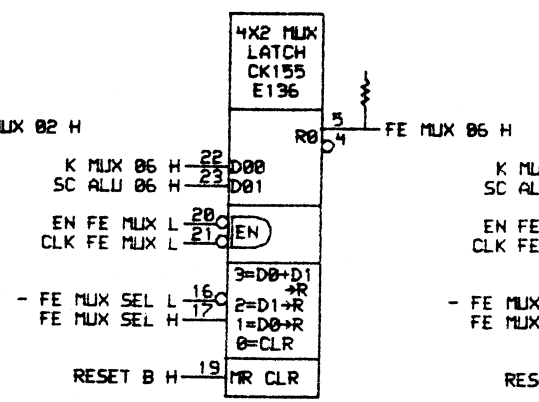 4X2 MUX
LATCH
CK155
E136
MUX 02 H
5
R0
4
FE MUX 06 H
K MUX 06 H 22 D00
SC ALU 06 H 23 D01
EN FE MUX L 20
CLK FE MUX L 21
EN
3=D0+D1
→R
- FE MUX SEL L 16
2=D1→R
FE MUX SEL H 17
1=D0→R
0=CLR
RESET B H 19 MR CLR
K MU
SC AL
EN FE
CLK FE
- FE MUX
FE MUX
RES